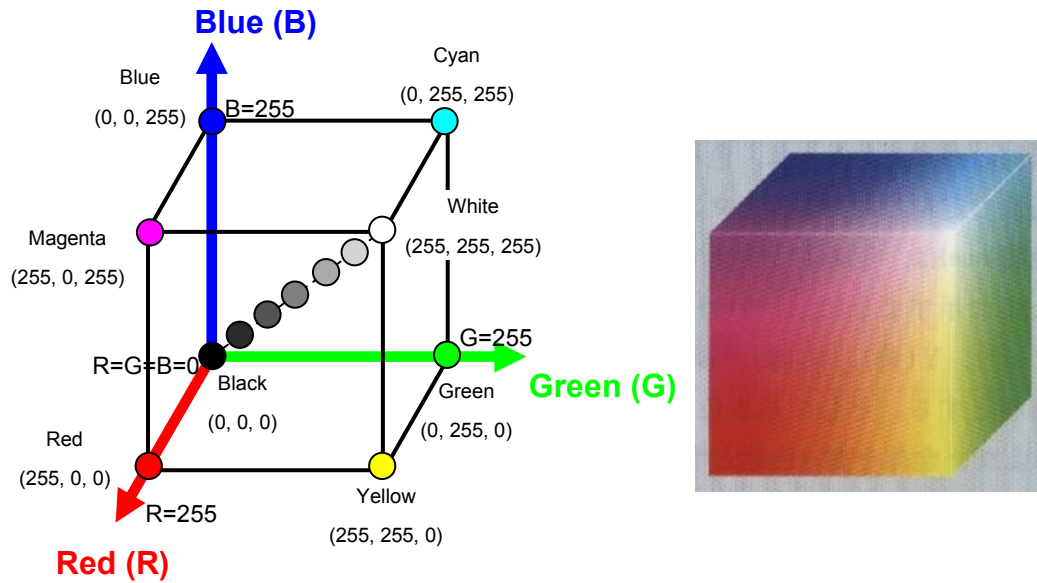 Blue (B)
Blue
(0, 0, 255)
B=255
Cyan
(0, 255, 255)
Magenta
(255, 0, 255)
White
(255, 255, 255)
R=G=B=0
Black
(0, 0, 0)
G=255
Green (G)
Green
(0, 255, 0)
Red
(255, 0, 0)
R=255
Yellow
(255, 255, 0)
Red (R)